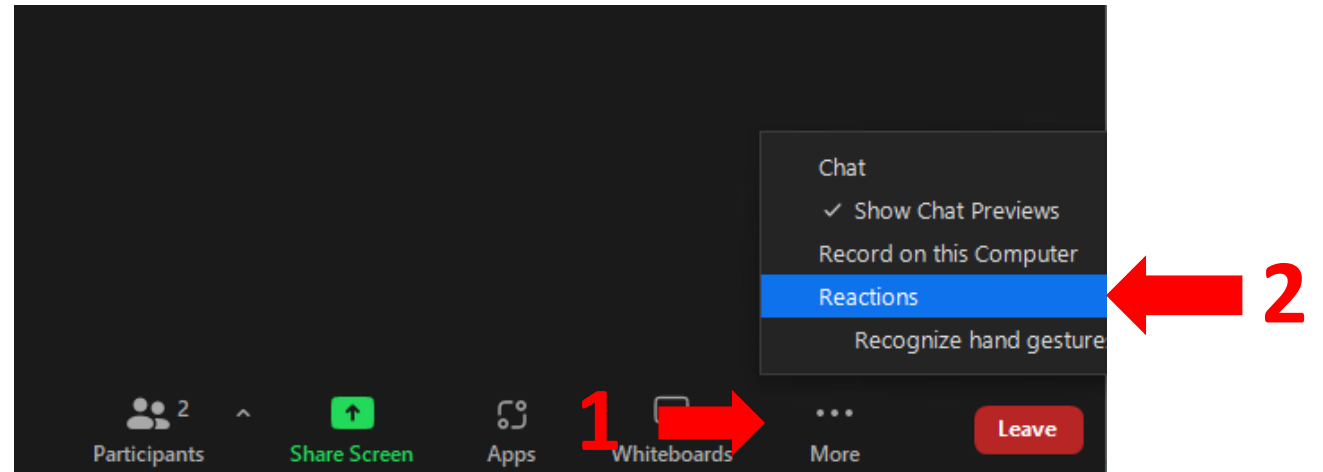 Chat
✓ Show Chat Previews
Record on this Computer
Reactions
2
Recognize hand gesture
2
1
Leave
Participants
Share Screen
Apps
Whiteboards
More